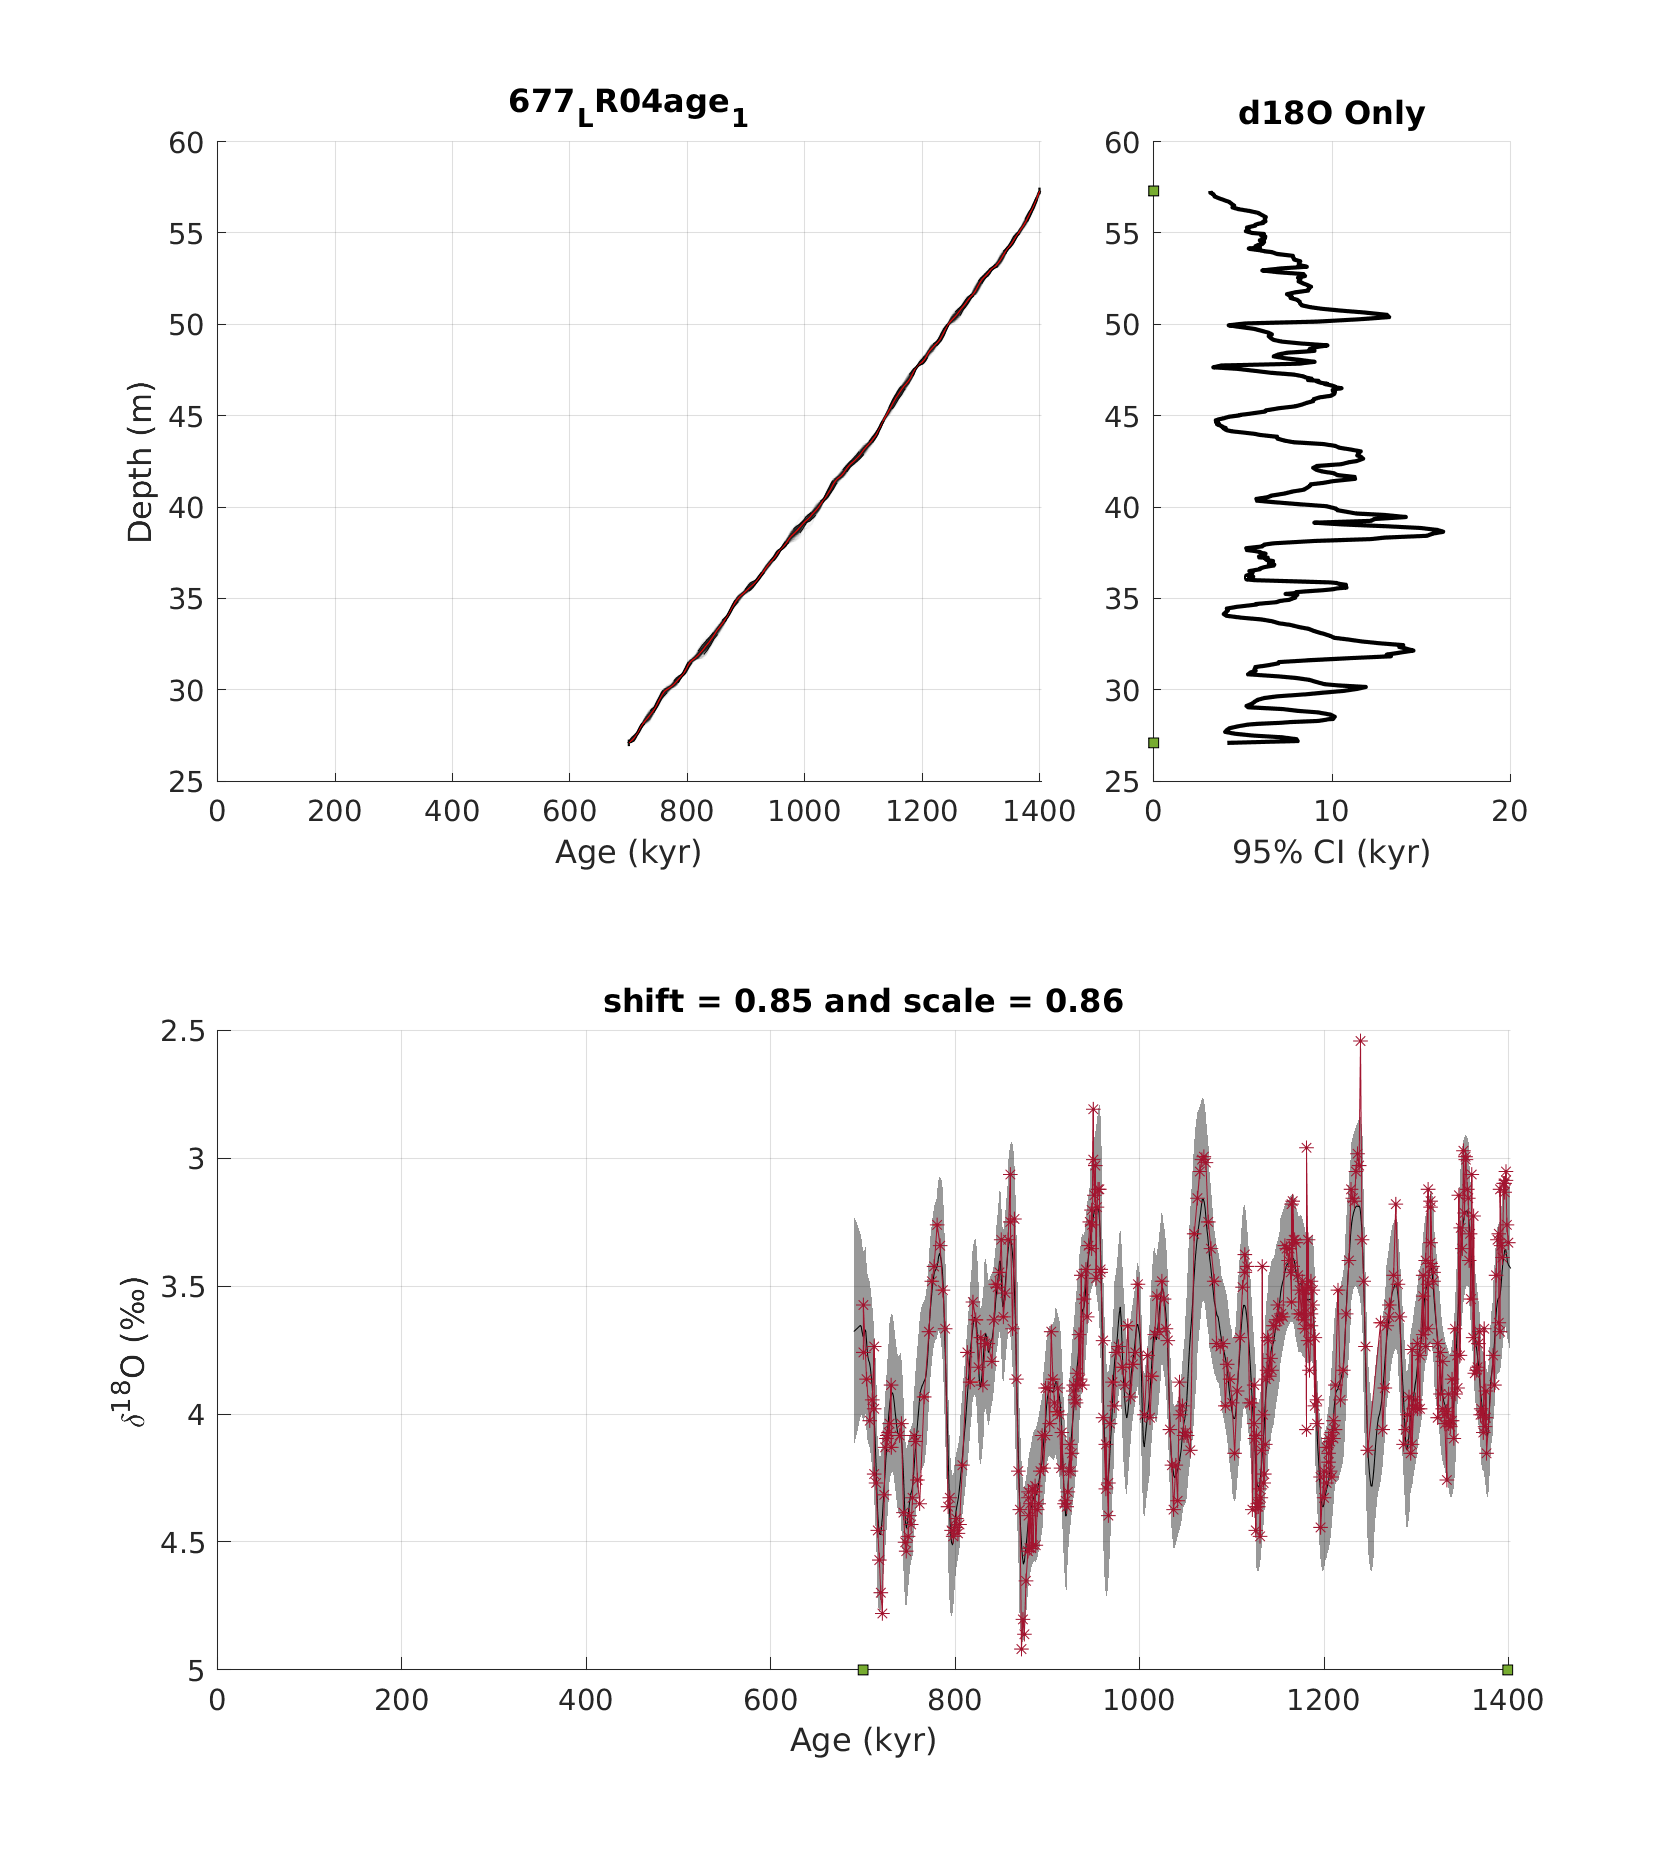 677LR04age1
d18O Only
60
55
50
45
40
35
30
25
Depth (m)
0 200 400 600 800 1000 1200 1400
Age (kyr)
60
55
50
45
40
35
30
25
0 10 20
95% CI (kyr)
shift = 0.85 and scale = 0.86
2.5
3
3.5
4
4.5
5
δ18O (‰)
0 200 400 600 800 1000 1200 1400
Age (kyr)